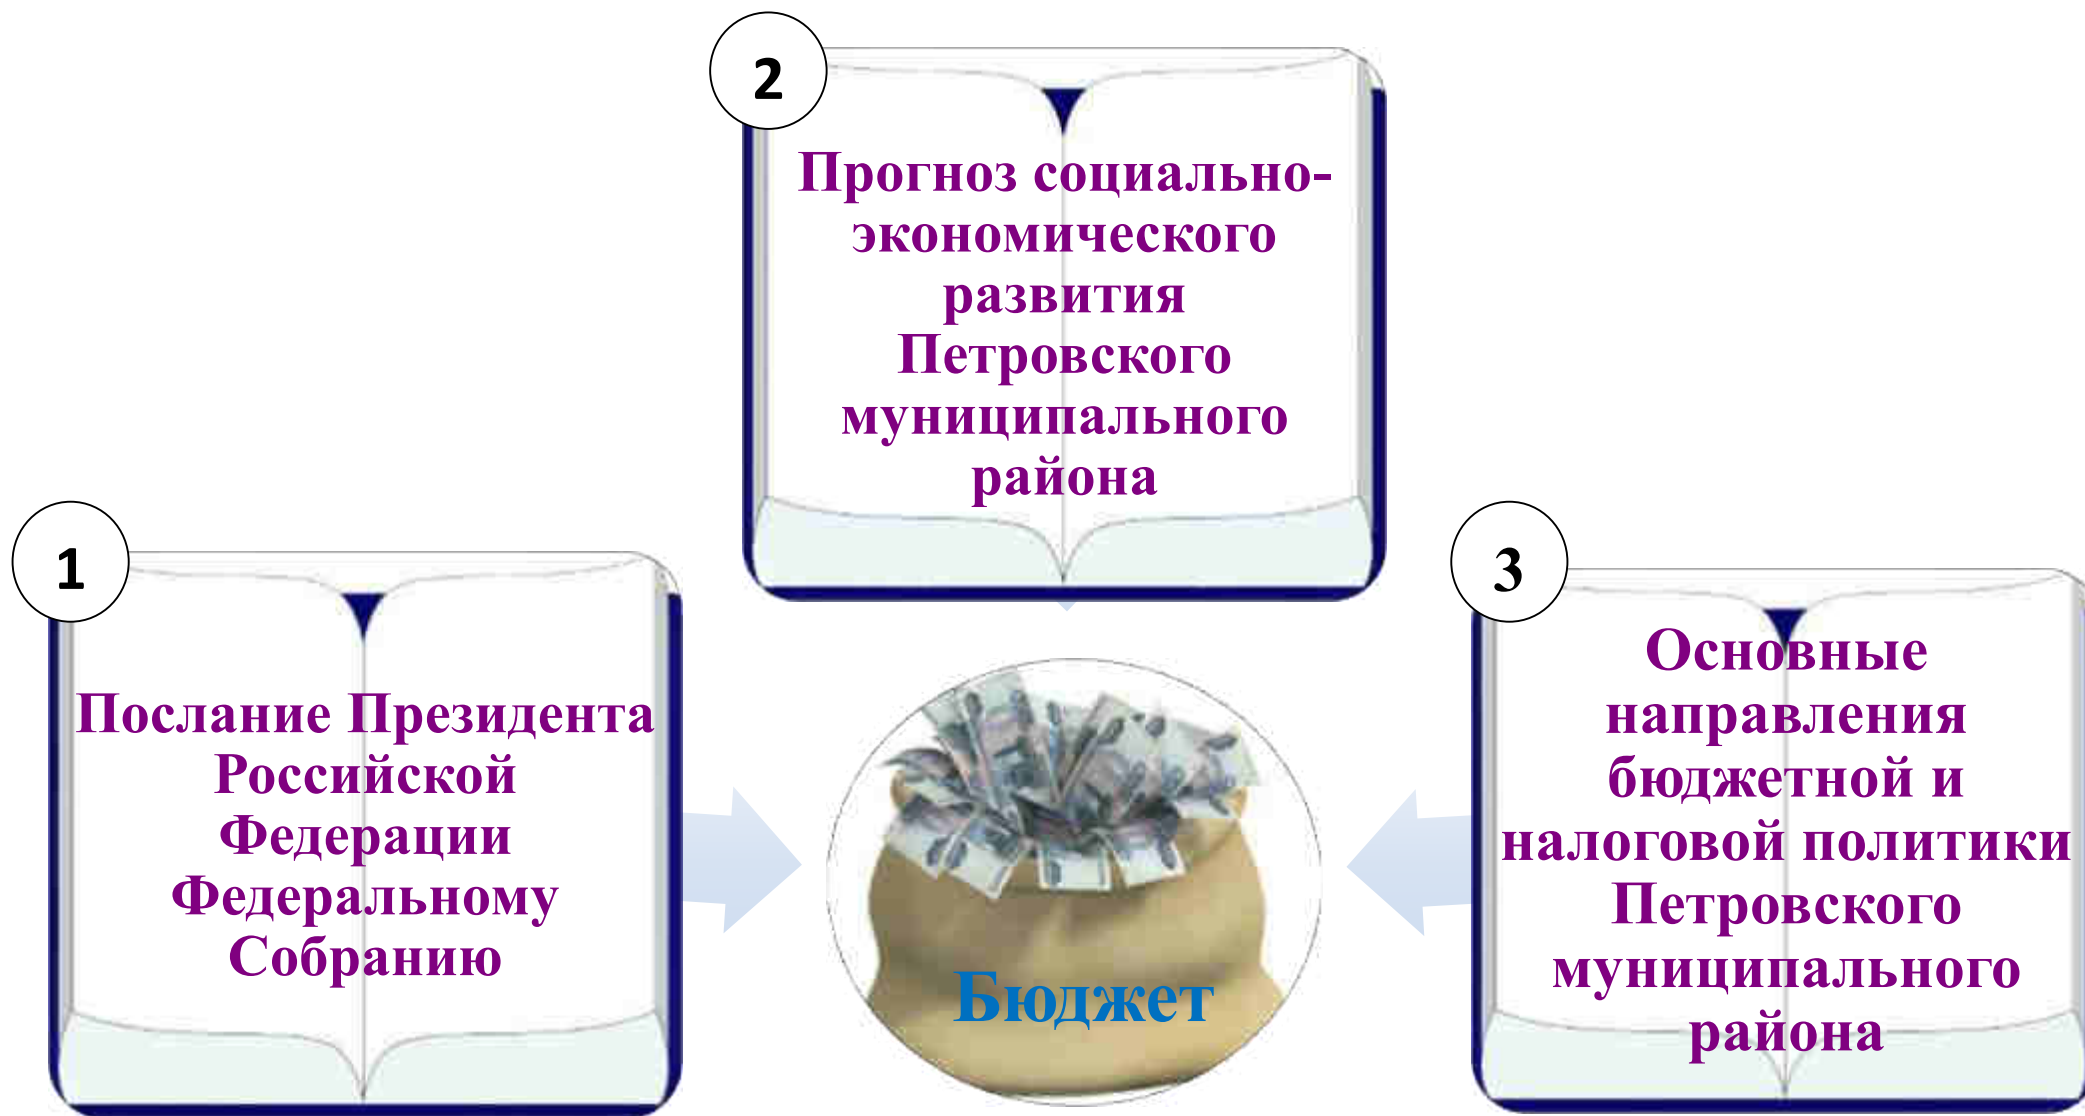 1
Послание Президента
Российской
Федерации
Федеральному
Собранию
2
Прогноз социально-
экономического
развития
Петровского
муниципального
района
3
Основные
направления
бюджетной и
налоговой политики
Петровского
муниципального
района
Бюджет